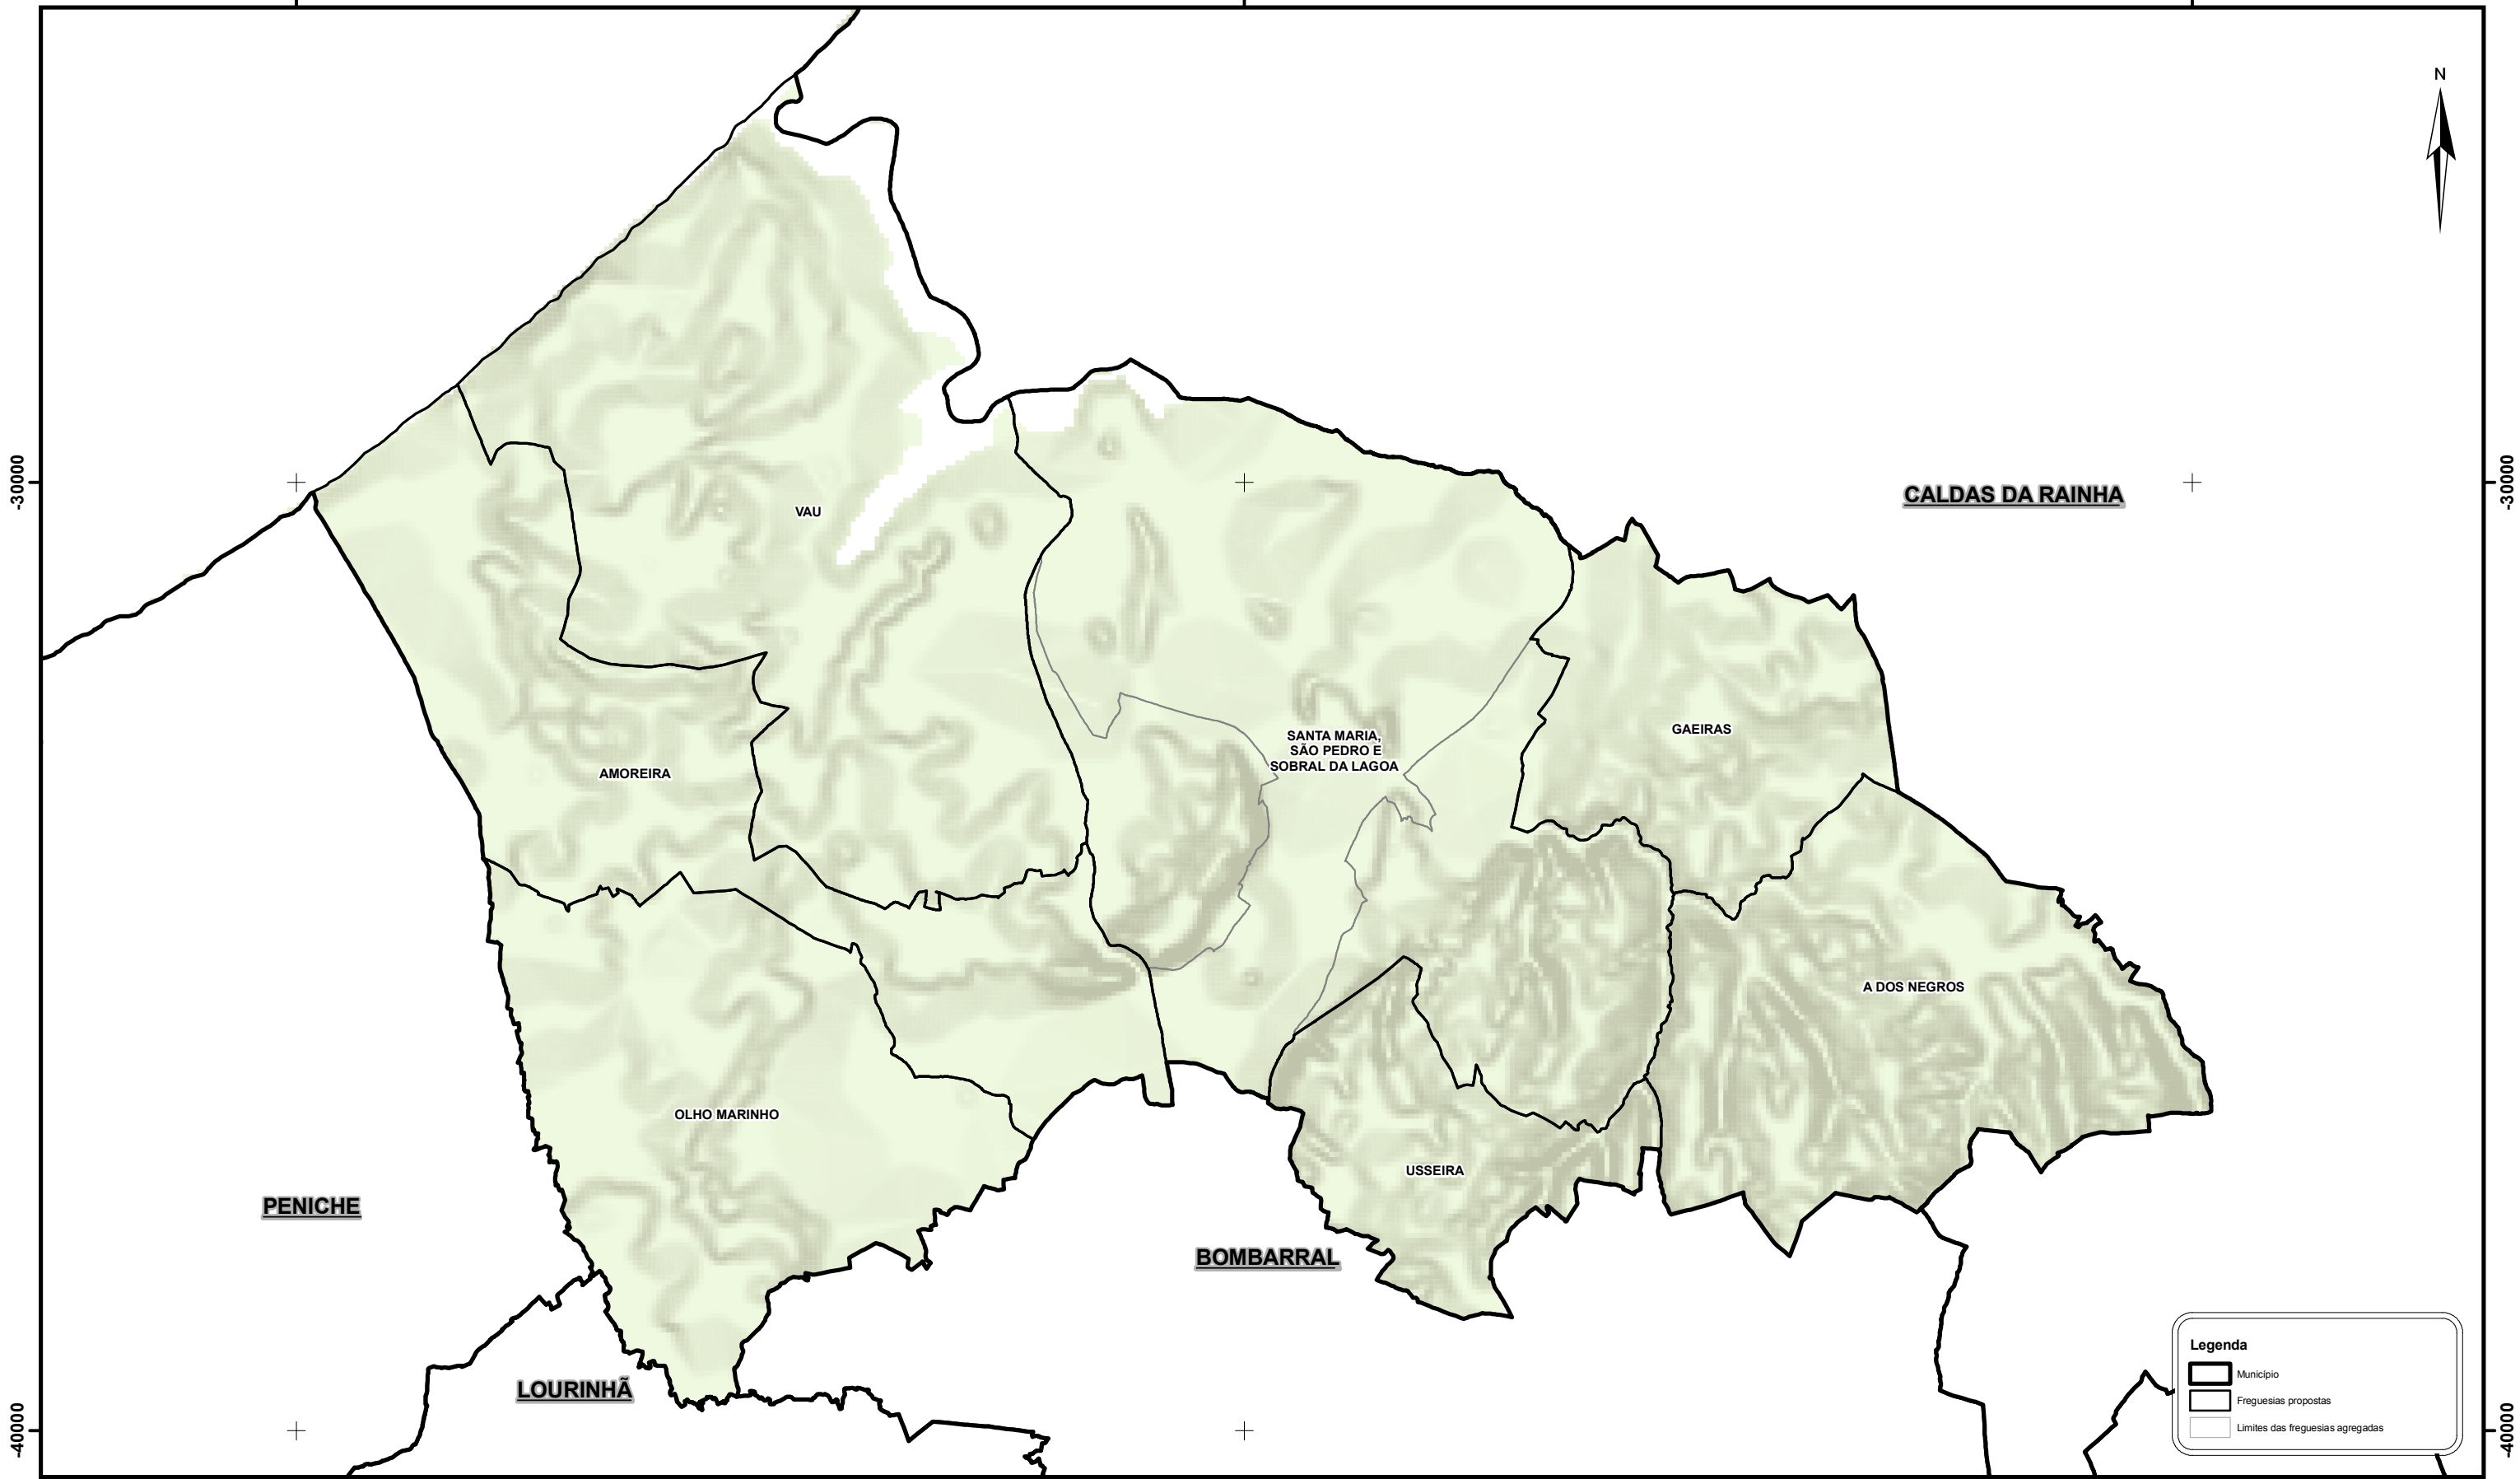 N
-30000
-30000
CALDAS DA RAINHA
VAU
GAEIRAS
SANTA MARIA,
SÃO PEDRO E
SOBRAL DA LAGOA
AMOREIRA
A DOS NEGROS
OLHO MARINHO
USSEIRA
PENICHE
BOMBARRAL
LOURINHÃ
Legenda
Município
Freguesias propostas
Limites das freguesias agregadas
-40000
-40000